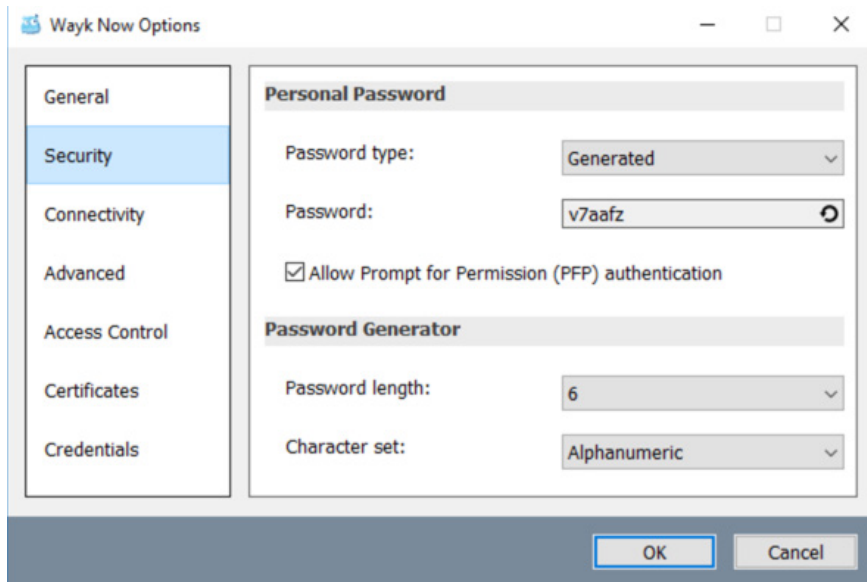 Wayk Now Options
General
Security
Connectivity
Advanced
Access Control
Certificates
Credentials
Personal Password
Password type:
Generated
Password:
v7aafz
Allow Prompt for Permission (PFP) authentication
Password Generator
Password length:
6
Character set:
Alphanumeric
OK
Cancel